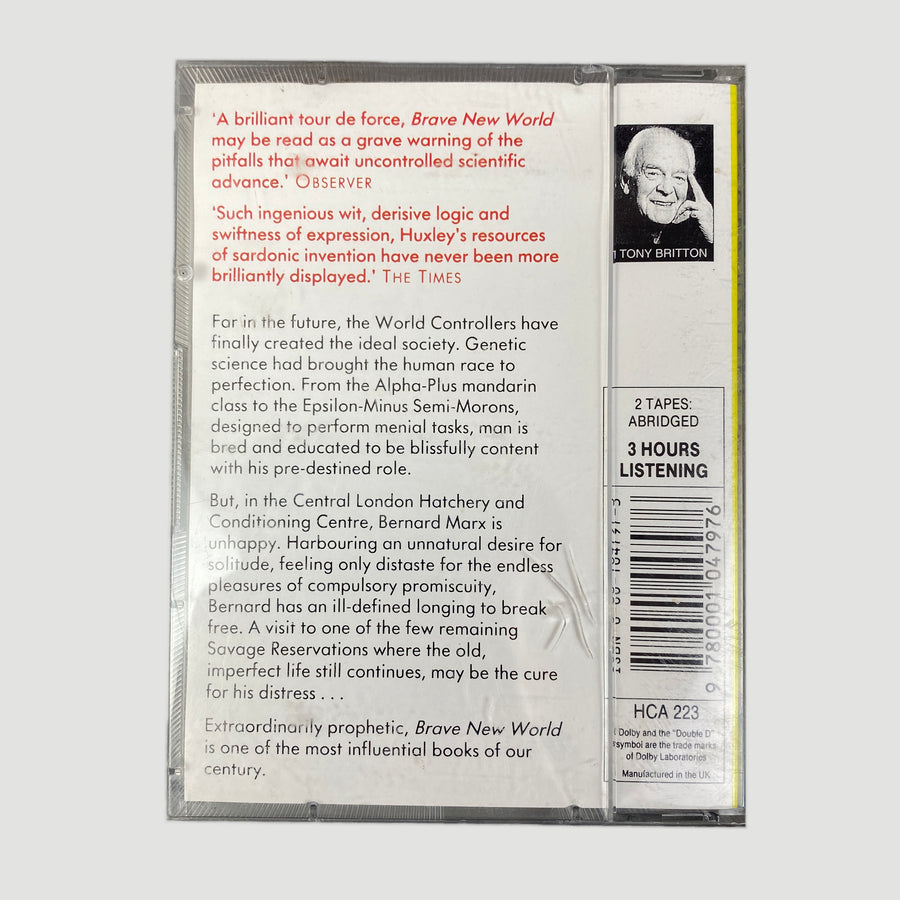 ‘A brilliant tour de force, Brave New World
may be read as a grave warning of the
pitfalls that await uncontrolled scientific
advance.’ OBSERVER
‘Such ingenious wit, derisive logic and
swiftness of expression, Huxley’s resources
of sardonic invention have never been more
brilliantly displayed.’ THE TIMES
Far in the future, the World Controllers have
finally created the ideal society. Genetic
science had brought the human race to
perfection. From the Alpha-Plus mandarin
class to the Epsilon-Minus Semi-Morons,
designed to perform menial tasks, man is
bred and educated to be blissfully content
with his pre-destined role.
But, in the Central London Hatchery and
Conditioning Centre, Bernard Marx is
unhappy. Harbouring an unnatural desire for
solitude, feeling only distaste for the endless
pleasures of compulsory promiscuity,
Bernard has an ill-defined longing to break
free. A visit to one of the few remaining
Savage Reservations where the old,
imperfect life still continues, may be the cure
for his distress . . .
Extraordinarily prophetic, Brave New World
is one of the most influential books of our
century.
TONY BRITTON
2 TAPES:
ABRIDGED
3 HOURS
LISTENING
9 780001 047976
HCA 223
Dolby and the "Double D"
symbol are the trade marks
of Dolby Laboratories
Manufactured in the UK